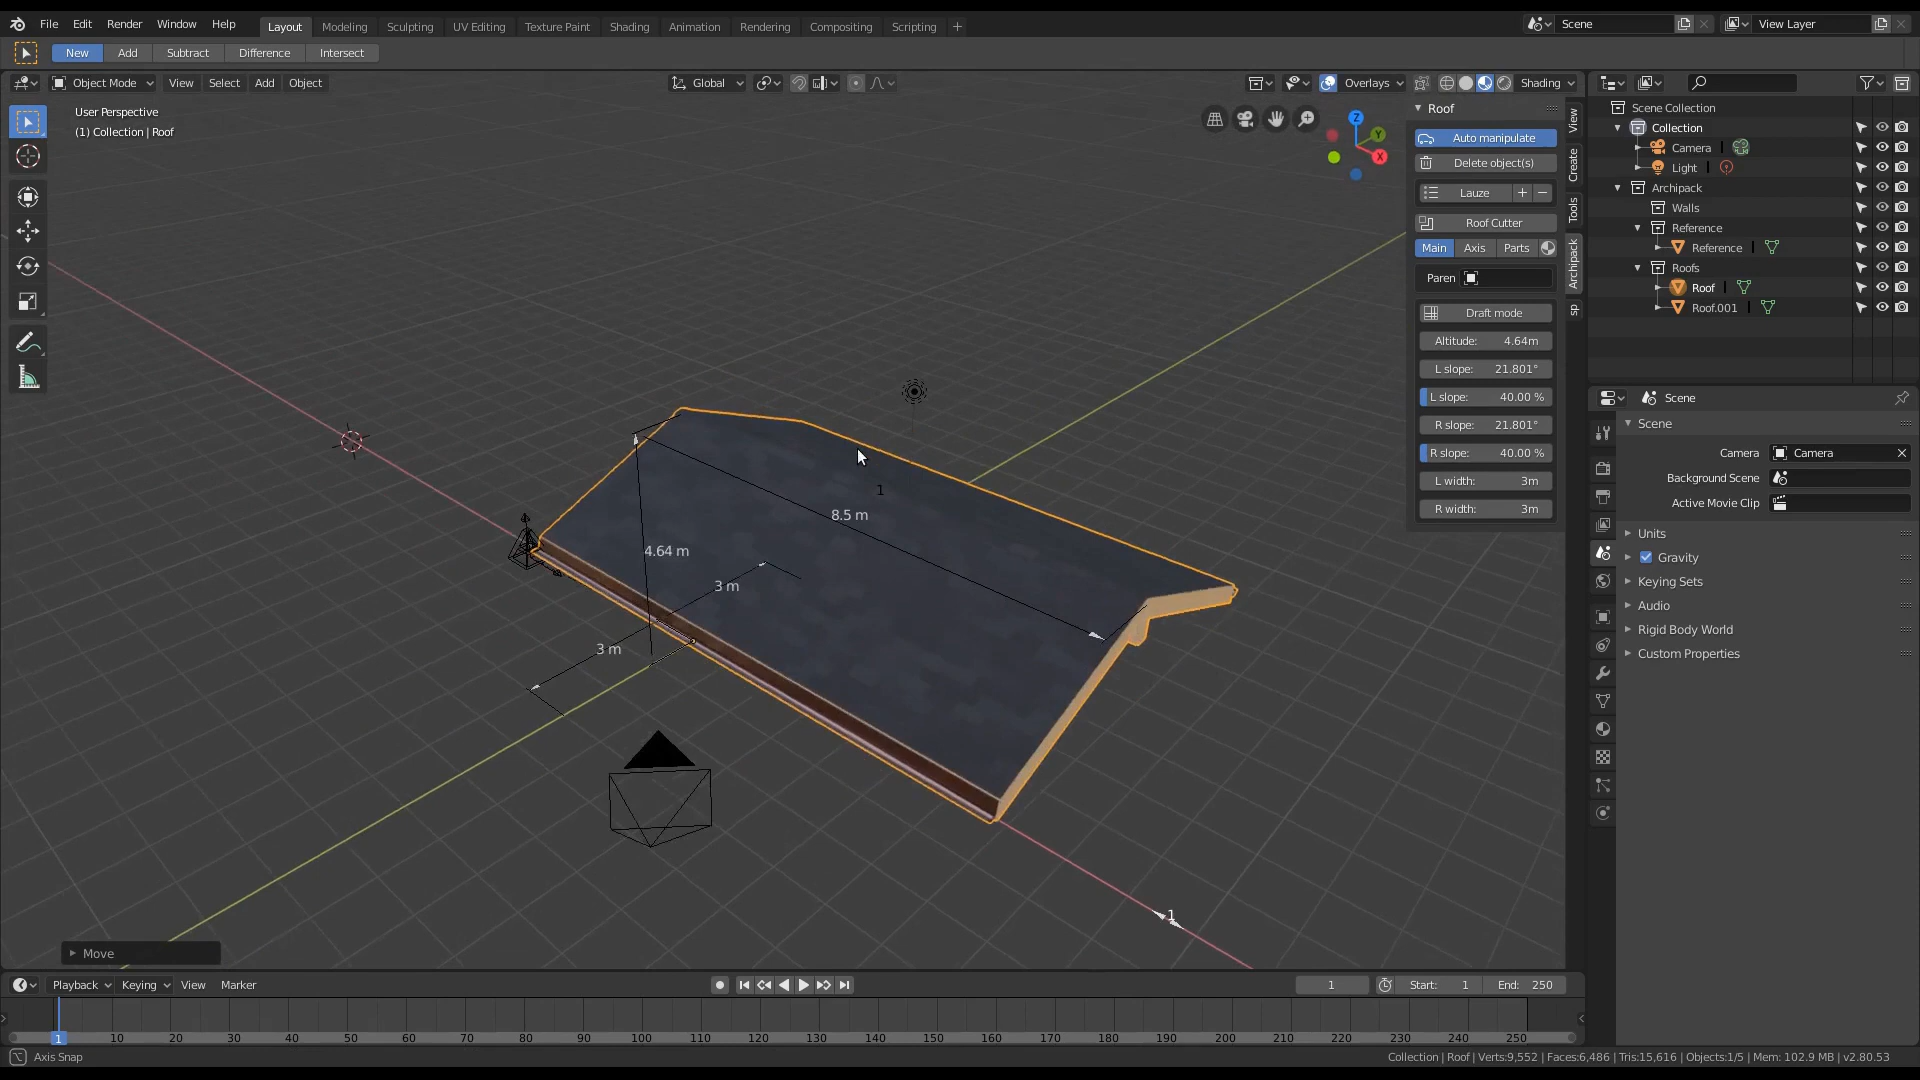 File Edit Render Window Help Layout Modeling Sculpting UV Editing Texture Paint Shading Animation Rendering Compositing Scripting + Scene View Layer
New Add Subtract Difference Intersect
Object Mode View Select Add Object Global Overlays Shading
User Perspective
(1) Collection | Roof
Roof
Auto manipulate
Delete object(s)
Lauze + −
Roof Cutter
Main Axis Parts
Paren
Draft mode
Altitude: 4.64m
L slope: 21.801°
L slope: 40.00 %
R slope: 21.801°
R slope: 40.00 %
L width: 3m
R width: 3m
View
Create
Tools
Archipack
sp
Z
Y
X
1
8.5 m
4.64 m
3 m
3 m
1
Move
Scene Collection
Collection
Camera
Light
Archipack
Walls
Reference
Reference
Roofs
Roof
Roof.001
Scene
Scene
Camera Camera
Background Scene
Active Movie Clip
Units
Gravity
Keying Sets
Audio
Rigid Body World
Custom Properties
Playback Keying View Marker 1 Start: 1 End: 250
1 10 20 30 40 50 60 70 80 90 100 110 120 130 140 150 160 170 180 190 200 210 220 230 240 250
Axis Snap Collection | Roof | Verts:9,552 | Faces:6,486 | Tris:15,616 | Objects:1/5 | Mem: 102.9 MB | v2.80.53